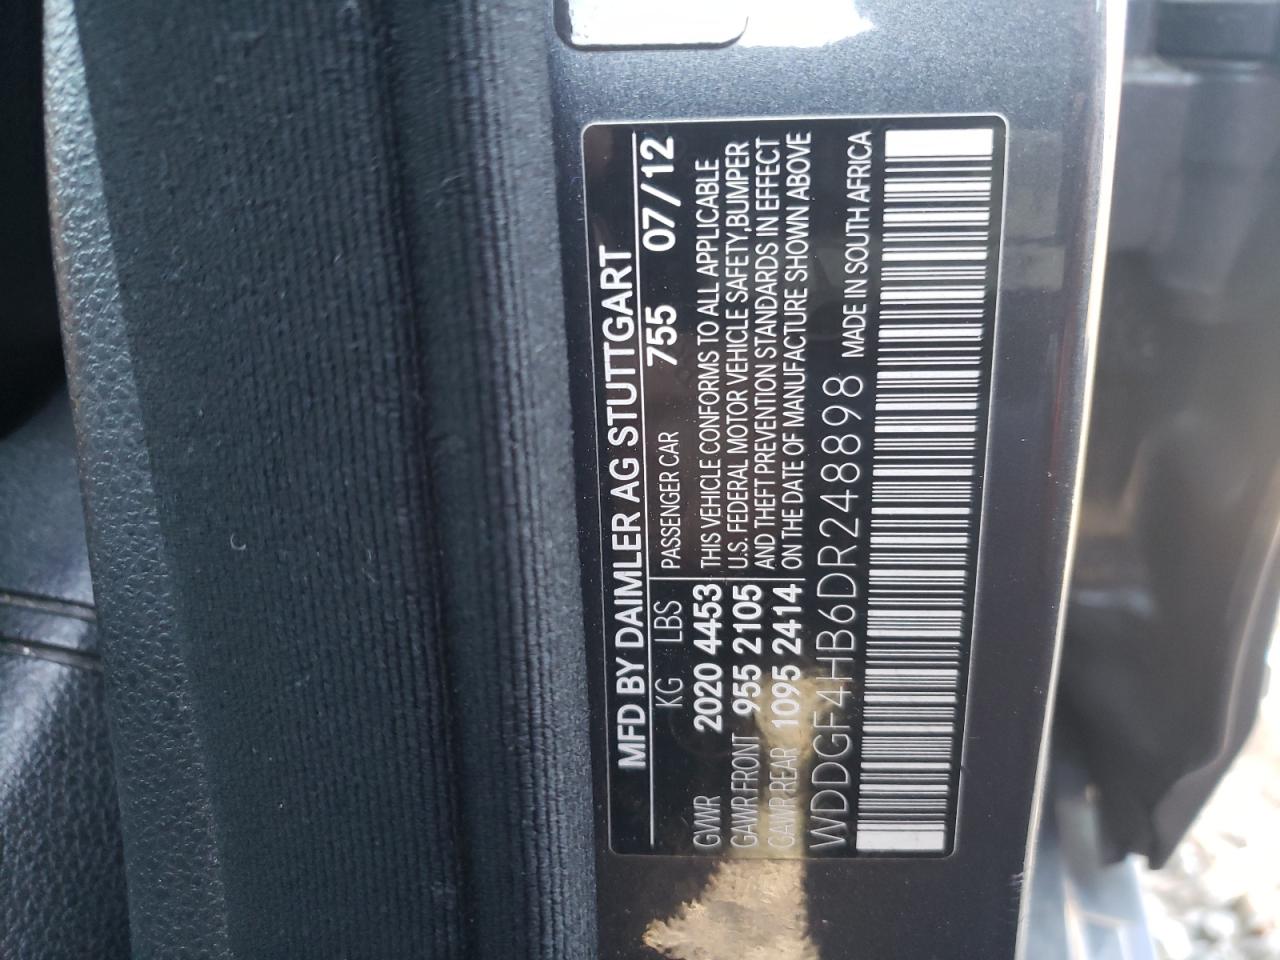 MFD BY DAIMLER AG STUTTGART
KG LBS PASSENGER CAR 755 07/12
GVWR 2020 4453 THIS VEHICLE CONFORMS TO ALL APPLICABLE
GAWR FRONT 955 2105 U.S. FEDERAL MOTOR VEHICLE SAFETY,BUMPER
GAWR REAR 1095 2414 AND THEFT PREVENTION STANDARDS IN EFFECT
ON THE DATE OF MANUFACTURE SHOWN ABOVE
WDDGF4HB6DR248898 MADE IN SOUTH AFRICA